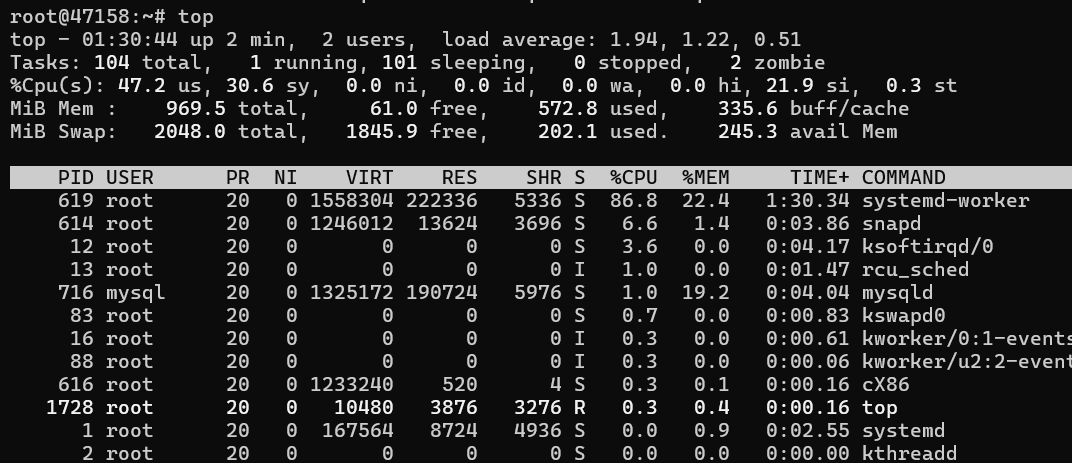 root@47158:~# top
top - 01:30:44 up 2 min,  2 users,  load average: 1.94, 1.22, 0.51
Tasks: 104 total,   1 running, 101 sleeping,   0 stopped,   2 zombie
%Cpu(s): 47.2 us, 30.6 sy,  0.0 ni,  0.0 id,  0.0 wa,  0.0 hi, 21.9 si,  0.3 st
MiB Mem :    969.5 total,     61.0 free,    572.8 used,    335.6 buff/cache
MiB Swap:   2048.0 total,   1845.9 free,    202.1 used.    245.3 avail Mem
    PID USER      PR  NI    VIRT    RES    SHR S  %CPU  %MEM     TIME+ COMMAND
    619 root      20   0 1558304 222336   5336 S  86.8  22.4   1:30.34 systemd-worker
    614 root      20   0 1246012  13624   3696 S   6.6   1.4   0:03.86 snapd
     12 root      20   0       0      0      0 S   3.6   0.0   0:04.17 ksoftirqd/0
     13 root      20   0       0      0      0 I   1.0   0.0   0:01.47 rcu_sched
    716 mysql     20   0 1325172 190724   5976 S   1.0  19.2   0:04.04 mysqld
     83 root      20   0       0      0      0 S   0.7   0.0   0:00.83 kswapd0
     16 root      20   0       0      0      0 I   0.3   0.0   0:00.61 kworker/0:1-events
     88 root      20   0       0      0      0 I   0.3   0.0   0:00.06 kworker/u2:2-event
    616 root      20   0 1233240    520      4 S   0.3   0.1   0:00.16 cX86
   1728 root      20   0   10480   3876   3276 R   0.3   0.4   0:00.16 top
      1 root      20   0  167564   8724   4936 S   0.0   0.9   0:02.55 systemd
      2 root      20   0       0      0      0 S   0.0   0.0   0:00.00 kthreadd